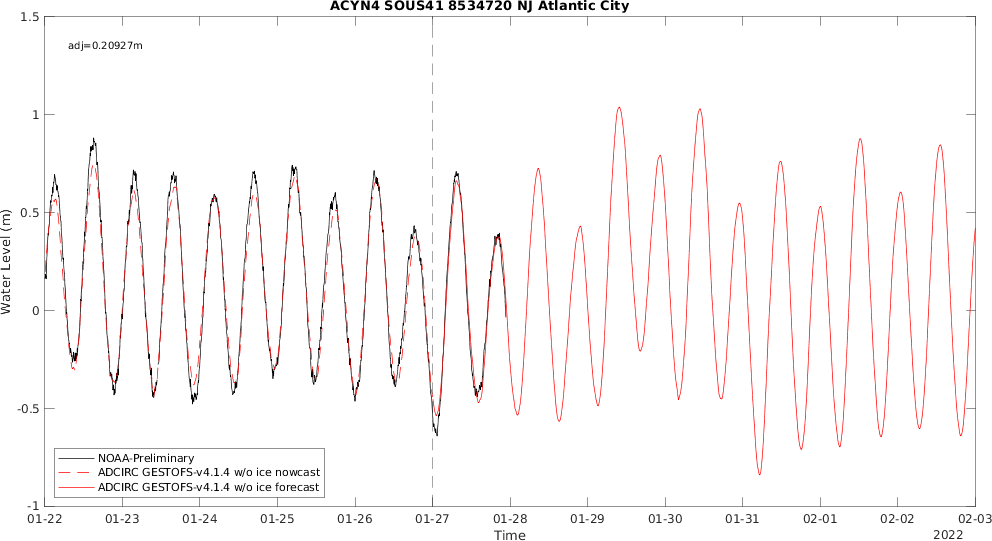 ACYN4 SOUS41 8534720 NJ Atlantic City
1.5
adj=0.20927m
1
0.5
Water Level (m)
0
-0.5
NOAA-Preliminary
ADCIRC GESTOFS-v4.1.4 w/o ice nowcast
ADCIRC GESTOFS-v4.1.4 w/o ice forecast
-1
01-22 01-23 01-24 01-25 01-26 01-27 01-28 01-29 01-30 01-31 02-01 02-02 02-03
Time
2022